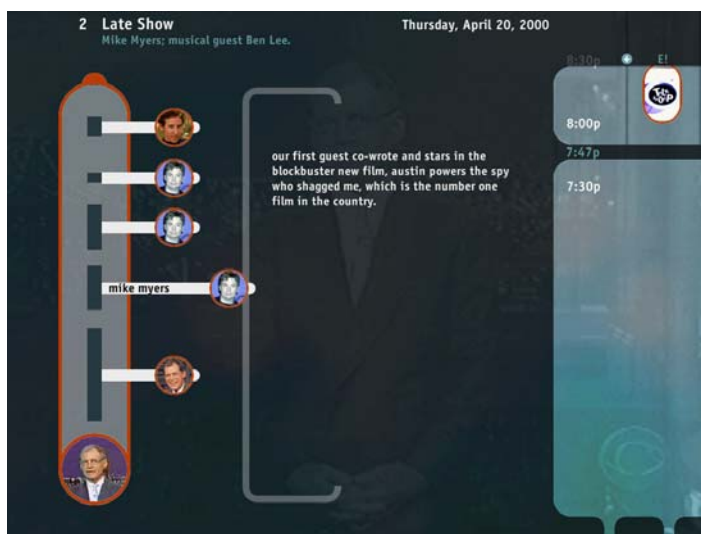 2 Late Show
Mike Myers; musical guest Ben Lee.
Thursday, April 20, 2000
8:30p
E!
8:00p
7:47p
7:30p
our first guest co-wrote and stars in the
blockbuster new film, austin powers the spy
who shagged me, which is the number one
film in the country.
mike myers